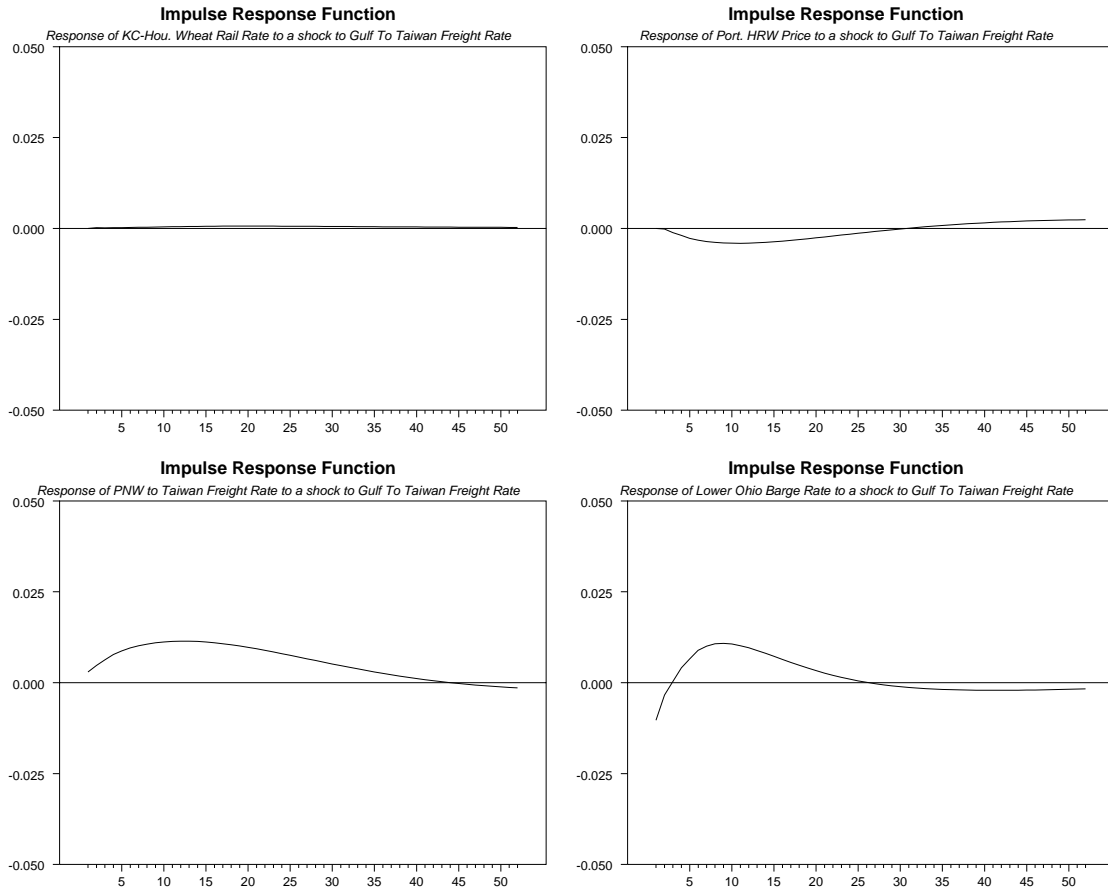 Impulse Response Function
Response of KC-Hou. Wheat Rail Rate to a shock to Gulf To Taiwan Freight Rate
0.050
0.025
0.000
-0.025
-0.050
5 10 15 20 25 30 35 40 45 50
Impulse Response Function
Response of Port. HRW Price to a shock to Gulf To Taiwan Freight Rate
0.050
0.025
0.000
-0.025
-0.050
5 10 15 20 25 30 35 40 45 50
Impulse Response Function
Response of PNW to Taiwan Freight Rate to a shock to Gulf To Taiwan Freight Rate
0.050
0.025
0.000
-0.025
-0.050
5 10 15 20 25 30 35 40 45 50
Impulse Response Function
Response of Lower Ohio Barge Rate to a shock to Gulf To Taiwan Freight Rate
0.050
0.025
0.000
-0.025
-0.050
5 10 15 20 25 30 35 40 45 50